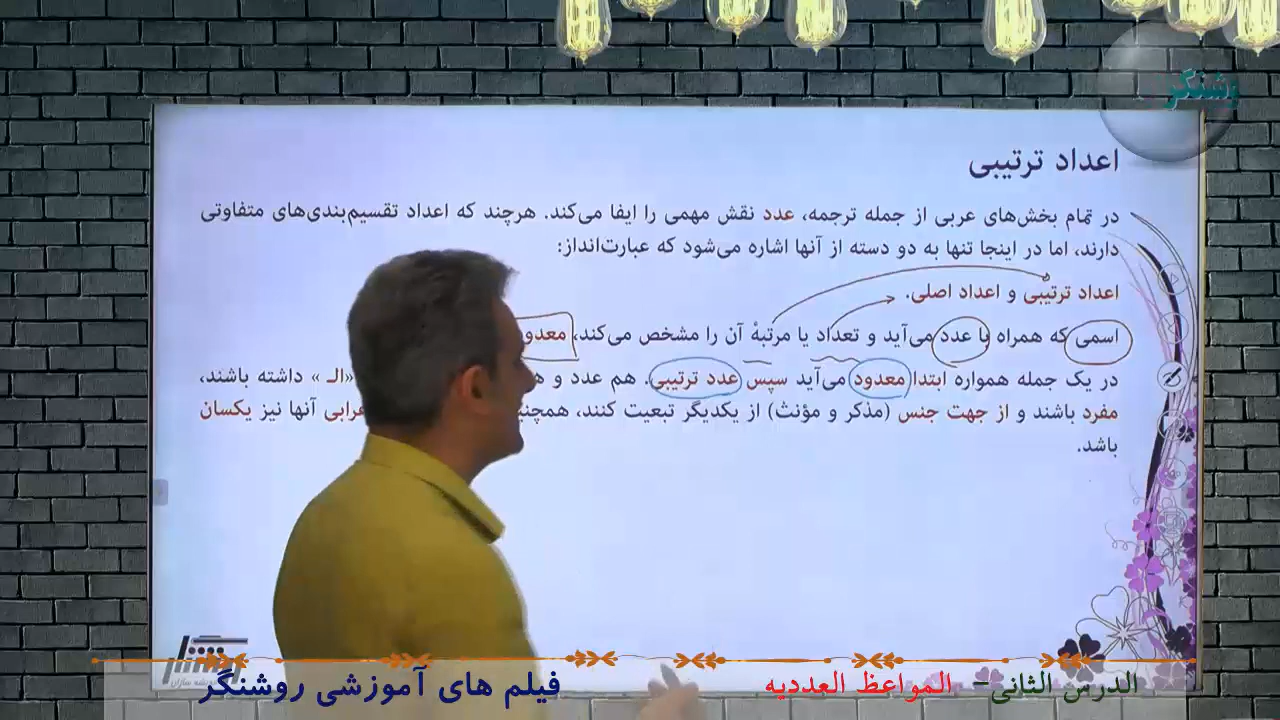 روشنگر
اعداد ترتیبی
در تمام بخش‌های عربی از جمله ترجمه، عدد نقش مهمی را ایفا می‌کند. هرچند که اعداد تقسیم‌بندی‌های متفاوتی
دارند، اما در اینجا تنها به دو دسته از آنها اشاره می‌شود که عبارت‌انداز:
اعداد ترتیبی و اعداد اصلی.
اسمی که همراه با عدد می‌آید و تعداد یا مرتبهٔ آن را مشخص می‌کند،
در یک جمله همواره ابتدا معدود می‌آید سپس عدد ترتیبی. هم عدد و «الـ » داشته باشند،
مفرد باشند و از جهت جنس (مذکر و مؤنث) از یکدیگر تبعیت کنند، آنها نیز یکسان
باشد.
الدرس الثانی- المواعظ العددیه
فیلم های آموزشی روشنگر